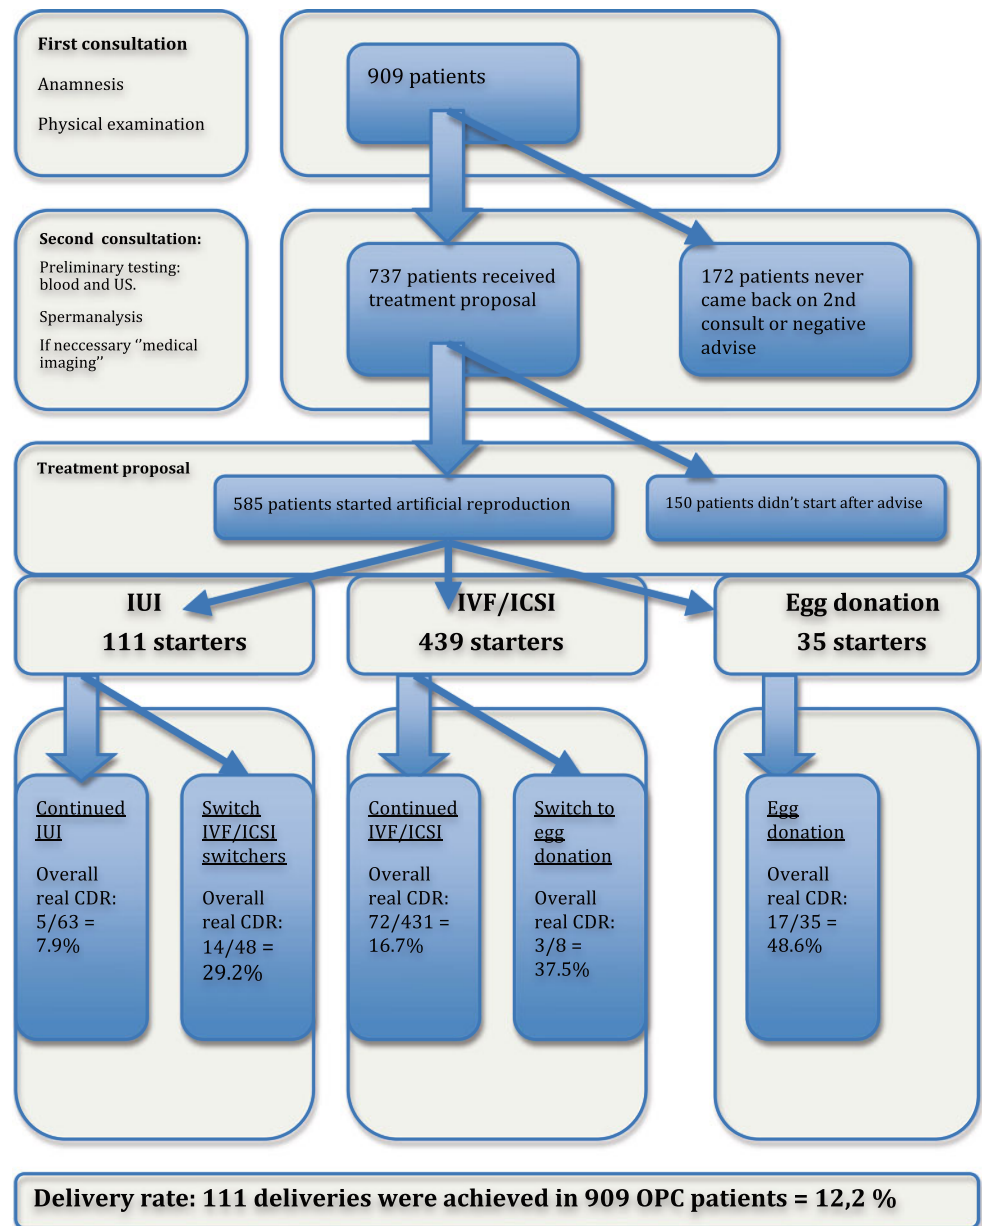 First consultation
Anamnesis
Physical examination
909 patients
Second  consultation:
Preliminary testing:
blood and US.
Spermanalysis
If neccessary ‘’medical
imaging’’
737 patients received
treatment proposal
172 patients never
came back on 2nd
consult or negative
advise
Treatment proposal
585 patients started artificial reproduction
150 patients didn’t start after advise
IUI
111 starters
IVF/ICSI
439 starters
Egg donation
35 starters
Continued
IUI
Overall
real CDR:
5/63 =
7.9%
Switch
IVF/ICSI
switchers
Overall
real CDR:
14/48 =
29.2%
Continued
IVF/ICSI
Overall
real CDR:
72/431 =
16.7%
Switch to
egg
donation
Overall
real CDR:
3/8 =
37.5%
Egg
donation
Overall
real CDR:
17/35 =
48.6%
Delivery rate: 111 deliveries were achieved in 909 OPC patients = 12,2 %